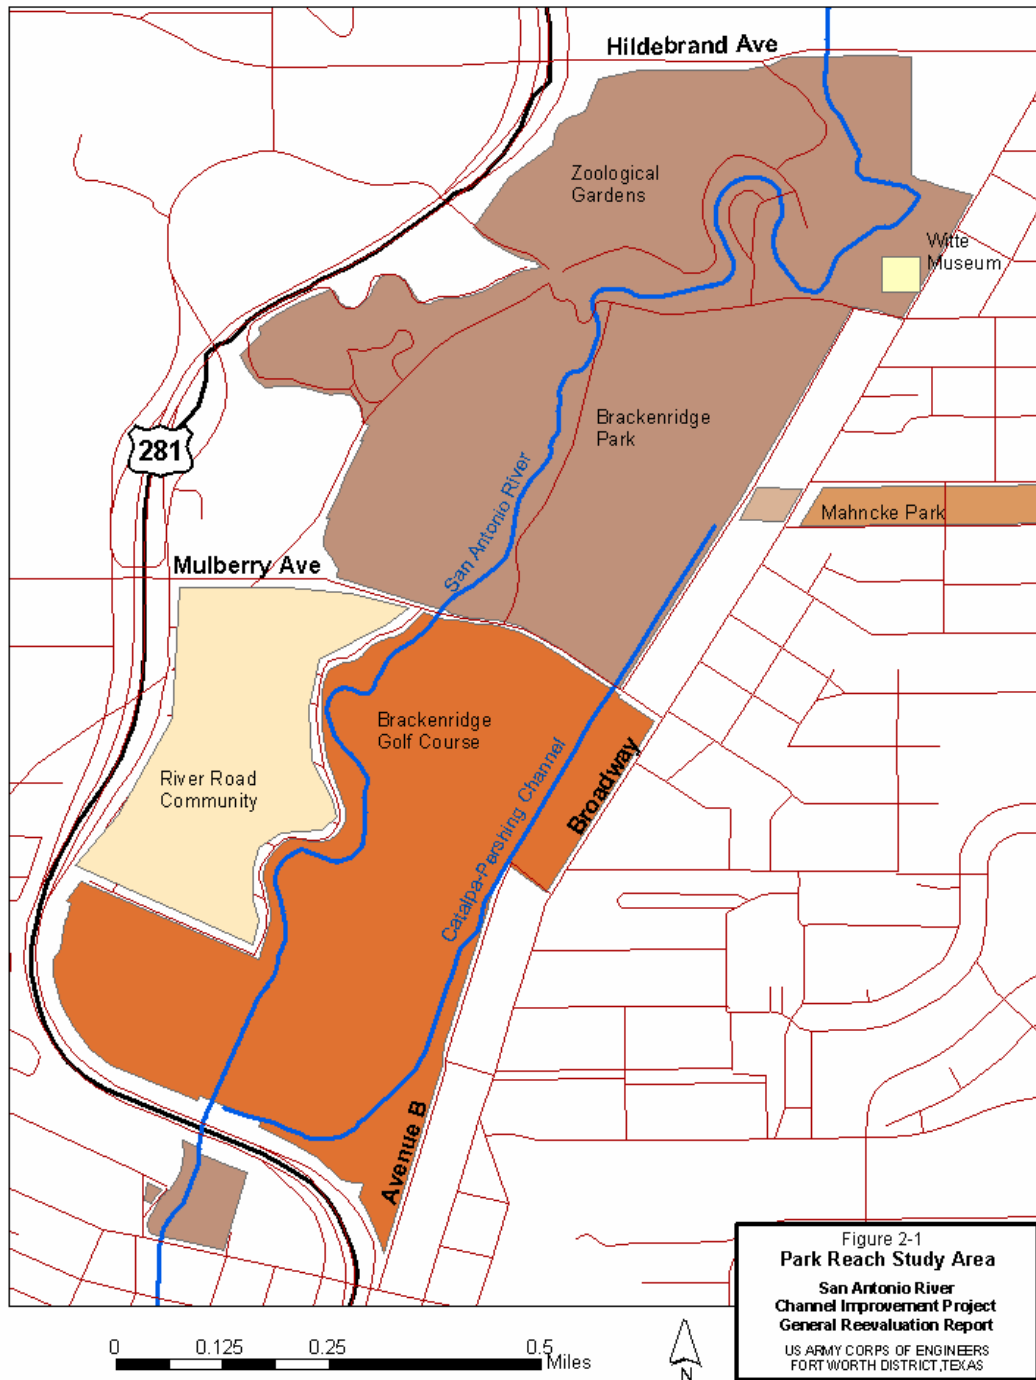 Hildebrand Ave
Zoological
Gardens
Witte
Museum
Brackenridge
Park
281
San Antonio River
Mahncke Park
Mulberry Ave
Brackenridge
Golf Course
River Road
Community
Catalpa-Pershing Channel
Broadway
Avenue B
Figure 2-1
Park Reach Study Area
San Antonio River
Channel Improvement Project
General Reevaluation Report
US ARMY CORPS OF ENGINEERS
FORT WORTH DISTRICT, TEXAS
0 0.125 0.25 0.5
Miles
N